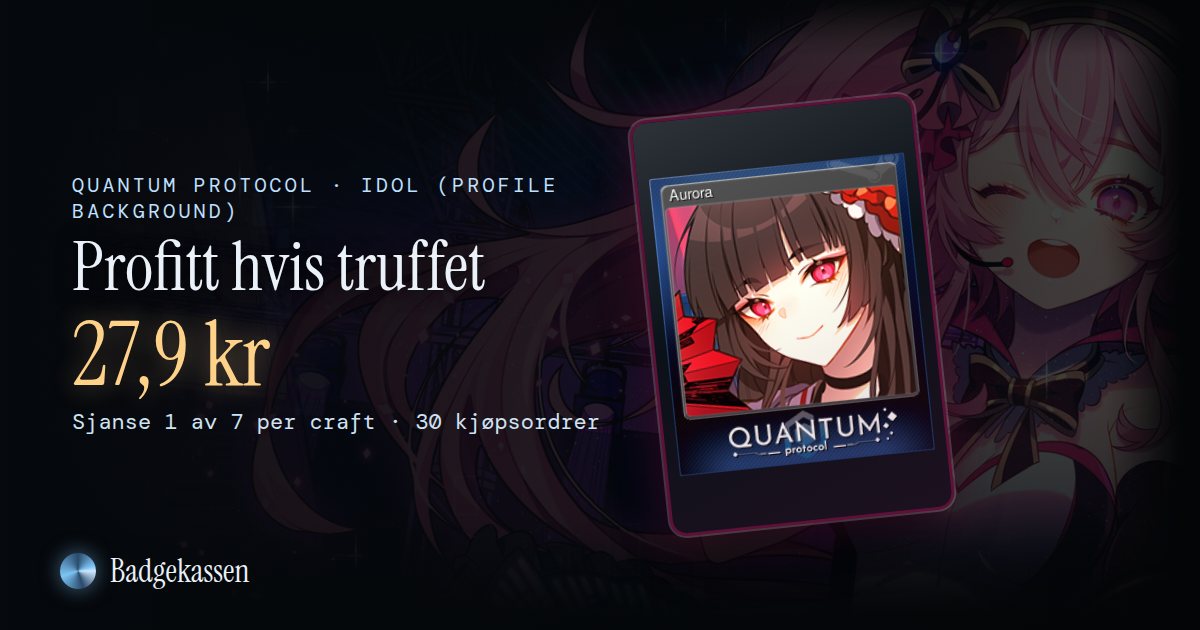 QUANTUM PROTOCOL · IDOL (PROFILE
BACKGROUND)
Profitt hvis truffet
27,9 kr
Sjanse 1 av 7 per craft · 30 kjøpsordrer
Badgekassen
Aurora
QUANTUM
protocol